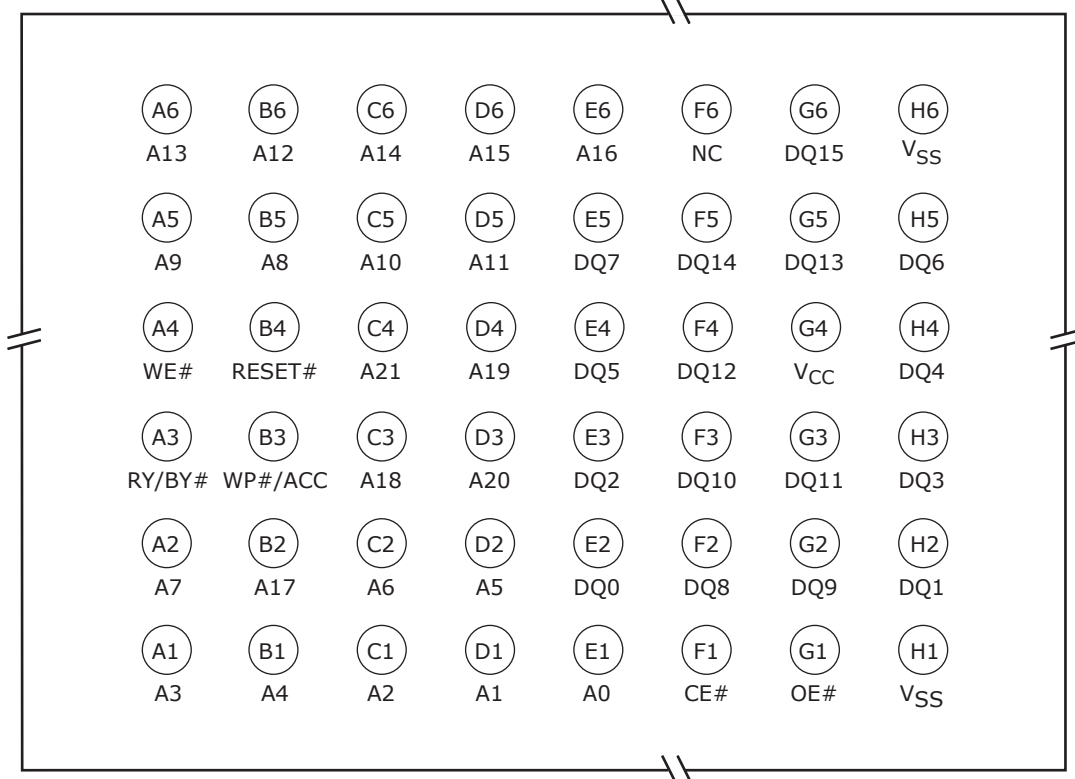 A6 B6 C6 D6 E6 F6 G6 H6
A13 A12 A14 A15 A16 NC DQ15 VSS
A5 B5 C5 D5 E5 F5 G5 H5
A9 A8 A10 A11 DQ7 DQ14 DQ13 DQ6
A4 B4 C4 D4 E4 F4 G4 H4
WE# RESET# A21 A19 DQ5 DQ12 VCC DQ4
A3 B3 C3 D3 E3 F3 G3 H3
RY/BY# WP#/ACC A18 A20 DQ2 DQ10 DQ11 DQ3
A2 B2 C2 D2 E2 F2 G2 H2
A7 A17 A6 A5 DQ0 DQ8 DQ9 DQ1
A1 B1 C1 D1 E1 F1 G1 H1
A3 A4 A2 A1 A0 CE# OE# VSS